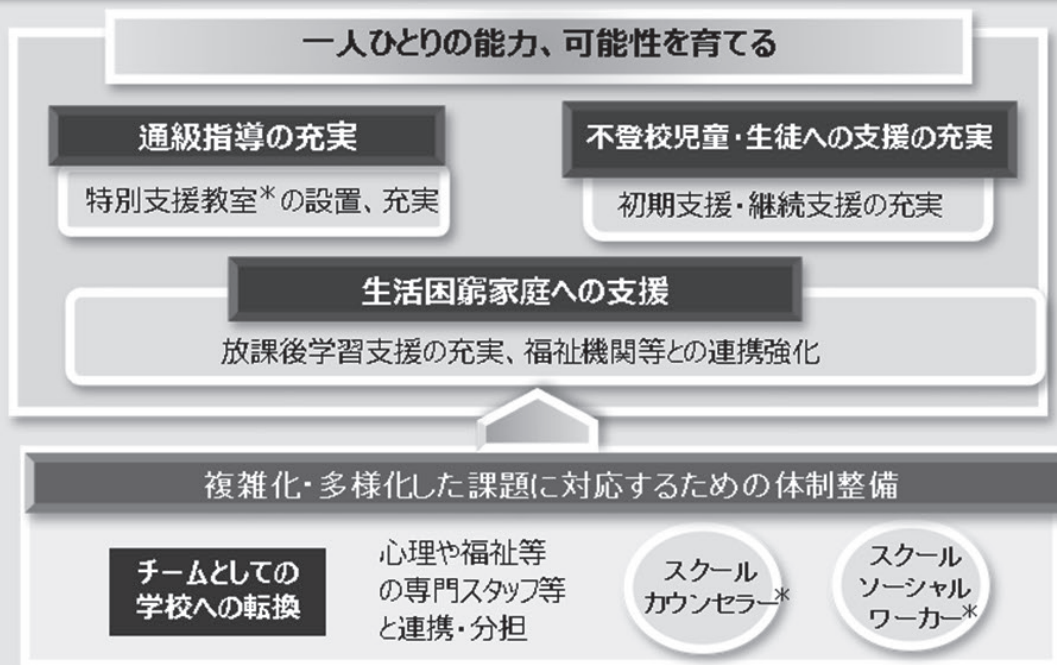 一人ひとりの能力、可能性を育てる
通級指導の充実
特別支援教室*の設置、充実
不登校児童・生徒への支援の充実
初期支援・継続支援の充実
生活困窮家庭への支援
放課後学習支援の充実、福祉機関等との連携強化
複雑化・多様化した課題に対応するための体制整備
チームとしての
学校への転換
心理や福祉等
の専門スタッフ等
と連携・分担
スクール
カウンセラー*
スクール
ソーシャル
ワーカー*